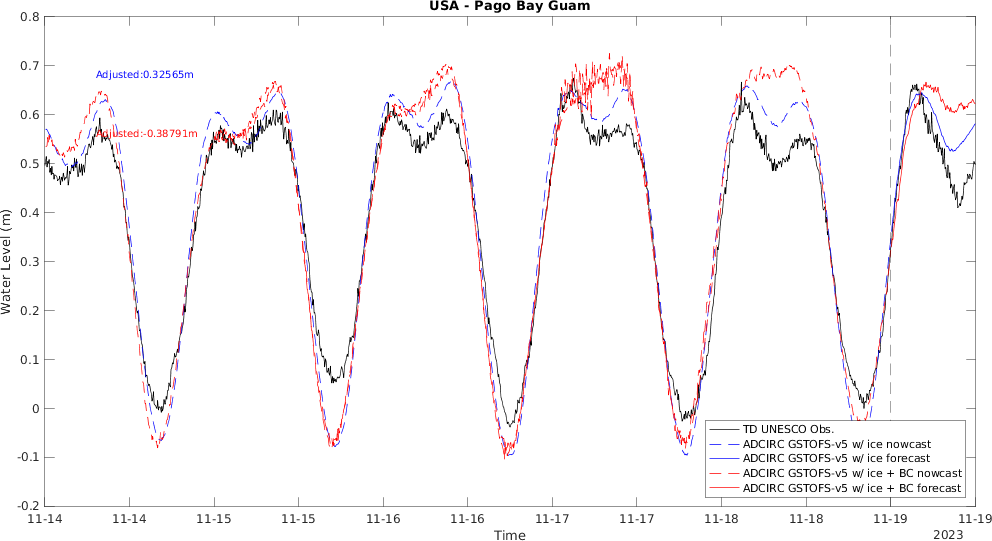 USA - Pago Bay Guam
0.8
0.7
0.6
0.5
0.4
0.3
0.2
0.1
0
-0.1
-0.2
Water Level (m)
Adjusted:0.32565m
Adjusted:-0.38791m
TD UNESCO Obs.
ADCIRC GSTOFS-v5 w/ ice nowcast
ADCIRC GSTOFS-v5 w/ ice forecast
ADCIRC GSTOFS-v5 w/ ice + BC nowcast
ADCIRC GSTOFS-v5 w/ ice + BC forecast
11-14 11-14 11-15 11-15 11-16 11-16 11-17 11-17 11-18 11-18 11-19 11-19
Time
2023